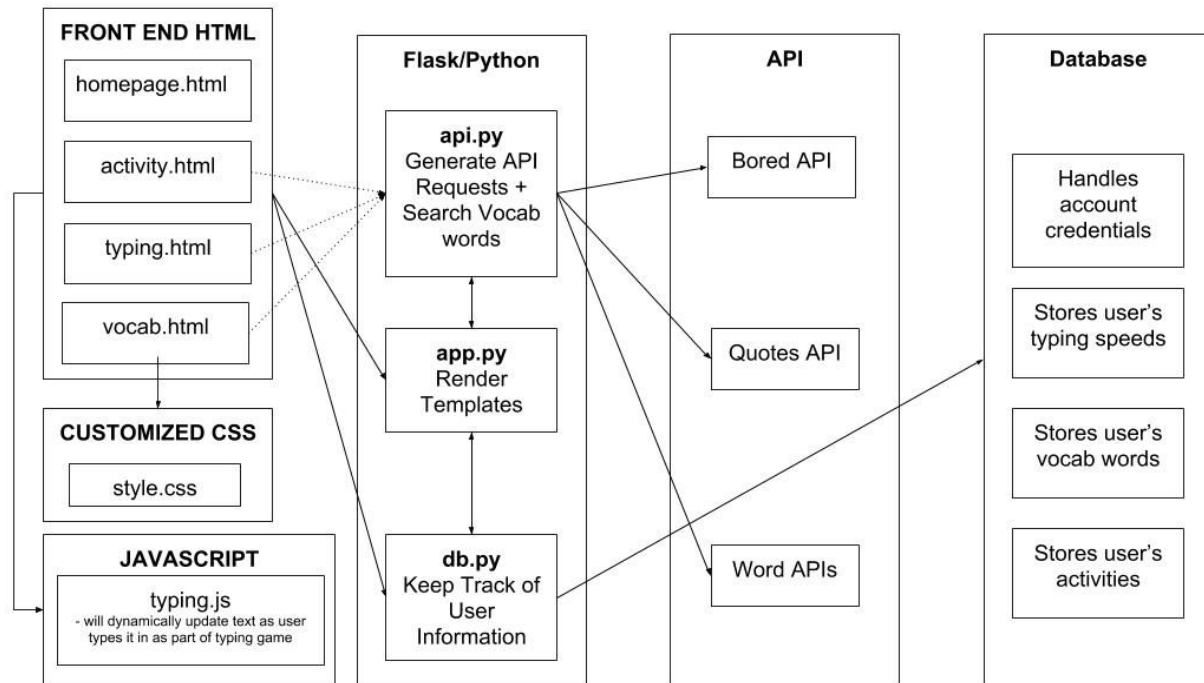 FRONT END HTML
homepage.html
activity.html
typing.html
vocab.html
CUSTOMIZED CSS
style.css
JAVASCRIPT
typing.js
- will dynamically update text as user
types it in as part of typing game
Flask/Python
api.py
Generate API
Requests +
Search Vocab
words
app.py
Render
Templates
db.py
Keep Track of
User
Information
API
Bored API
Quotes API
Word APIs
Database
Handles
account
credentials
Stores user's
typing speeds
Stores user's
vocab words
Stores user's
activities